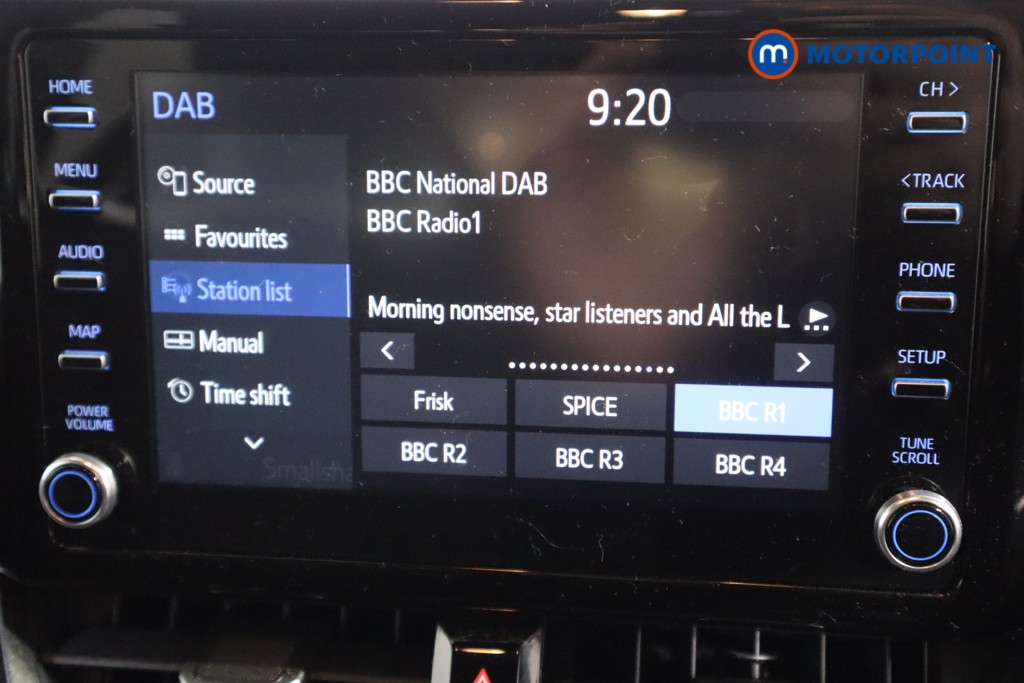 m MOTORPOINT
HOME
MENU
AUDIO
MAP
POWER
VOLUME
DAB
9:20
Source
Favourites
Station list
Manual
Time shift
Smallsha
BBC National DAB
BBC Radio1
Morning nonsense, star listeners and All the L
< >
Frisk SPICE BBC R1
BBC R2 BBC R3 BBC R4
CH >
<TRACK
PHONE
SETUP
TUNE
SCROLL